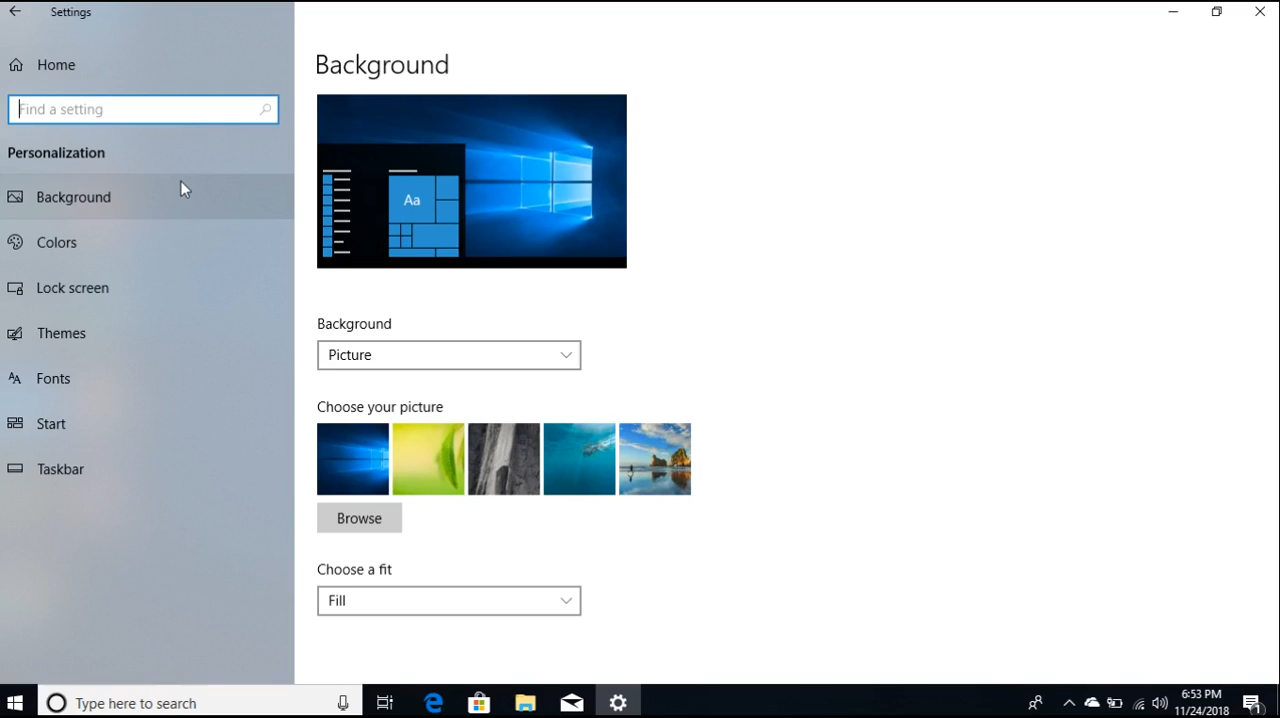 Settings
Home
Find a setting
Personalization
Background
Colors
Lock screen
Themes
Fonts
Start
Taskbar
Background
Aa
Background
Picture
Choose your picture
Browse
Choose a fit
Fill
Type here to search
6:53 PM
11/24/2018
1